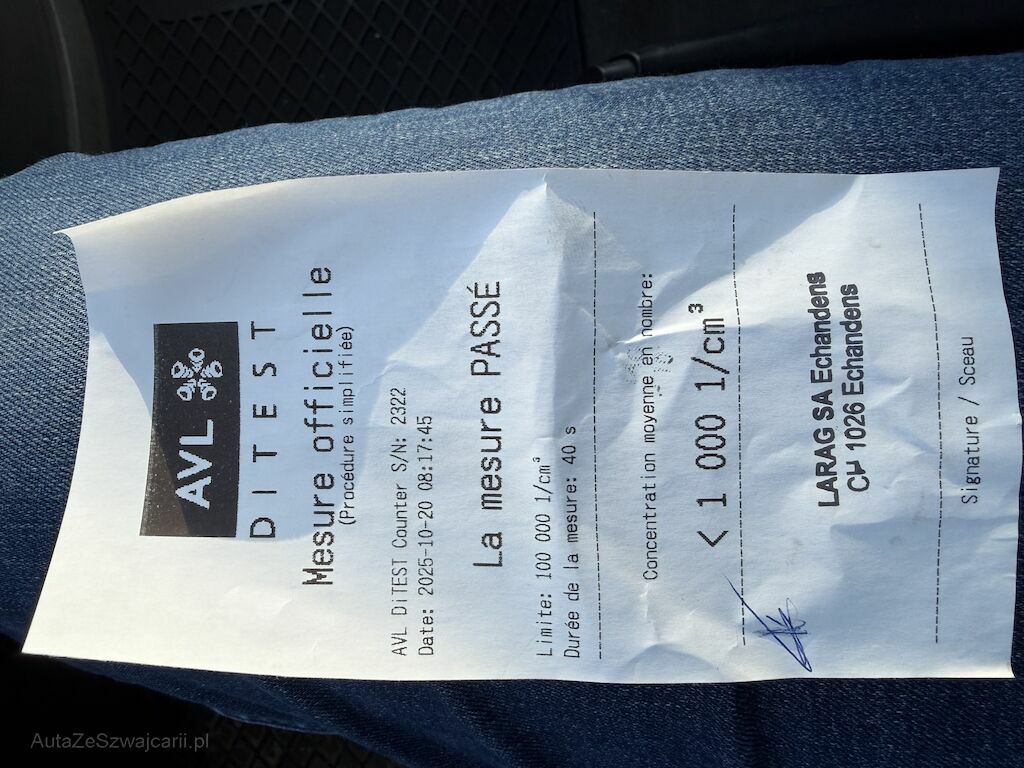 AVL
DITEST
Mesure officielle
(Procédure simplifiée)
AVL DiTEST Counter S/N: 2322
Date: 2025-10-20 08:17:45
La mesure PASSÉ
Limite: 100 000 1/cm³
Durée de la mesure: 40 s
Concentration moyenne en nombre:
< 1 000 1/cm³
LARAG SA Echandens
CH 1026 Echandens
Signature / Sceau
AutaZeSzwajcarii.pl